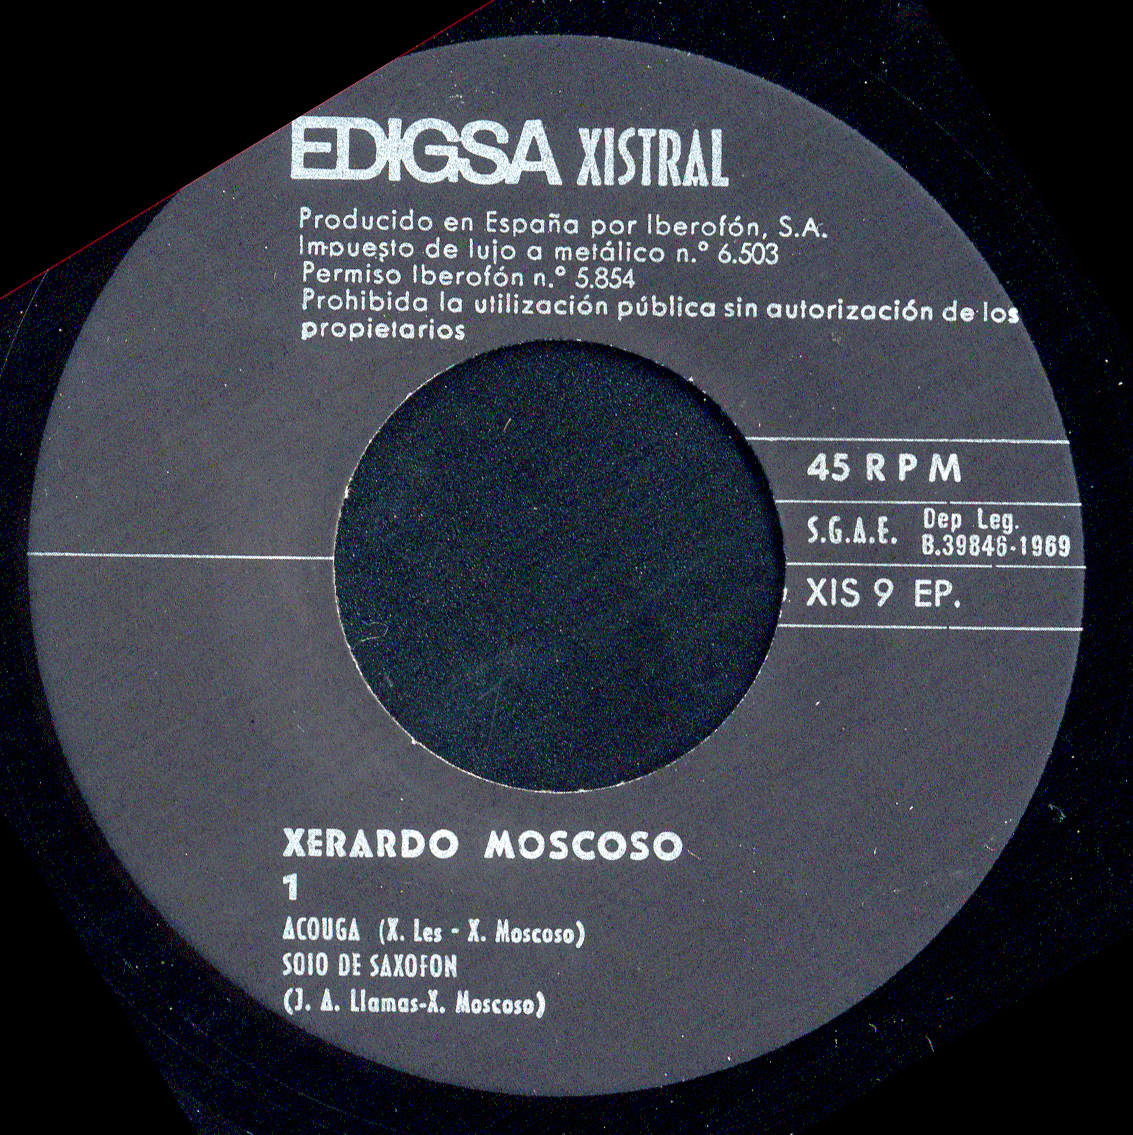 EDIGSA XISTRAL
Producido en España por Iberofón, S.A.
Impuesto de lujo a metálico n.º 6.503
Permiso Iberofón n.º 5.854
Prohibida la utilización pública sin autorización de los
propietarios
45 R P M
S.G.A.E. Dep Leg.
B.39846-1969
XIS 9 EP.
XERARDO MOSCOSO
1
ACOUGA (X. Les - X. Moscoso)
SOIO DE SAXOFON
(J. A. Llamas-X. Moscoso)